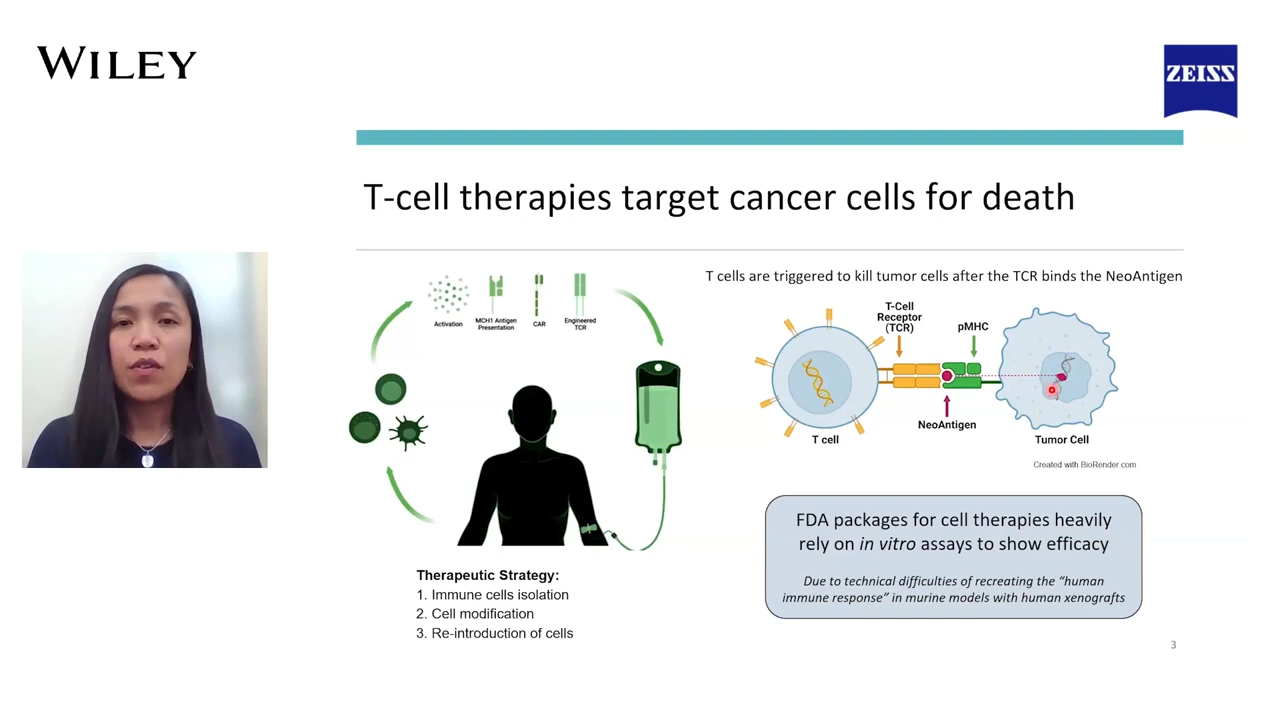 WILEY
ZEISS
T-cell therapies target cancer cells for death
T cells are triggered to kill tumor cells after the TCR binds the NeoAntigen
Activation
MCH1 Antigen
Presentation
CAR
Engineered
TCR
T-Cell
Receptor
(TCR)
pMHC
NeoAntigen
T cell
Tumor Cell
Created with BioRender.com
Therapeutic Strategy:
1. Immune cells isolation
2. Cell modification
3. Re-introduction of cells
FDA packages for cell therapies heavily
rely on in vitro assays to show efficacy
Due to technical difficulties of recreating the “human
immune response” in murine models with human xenografts
3